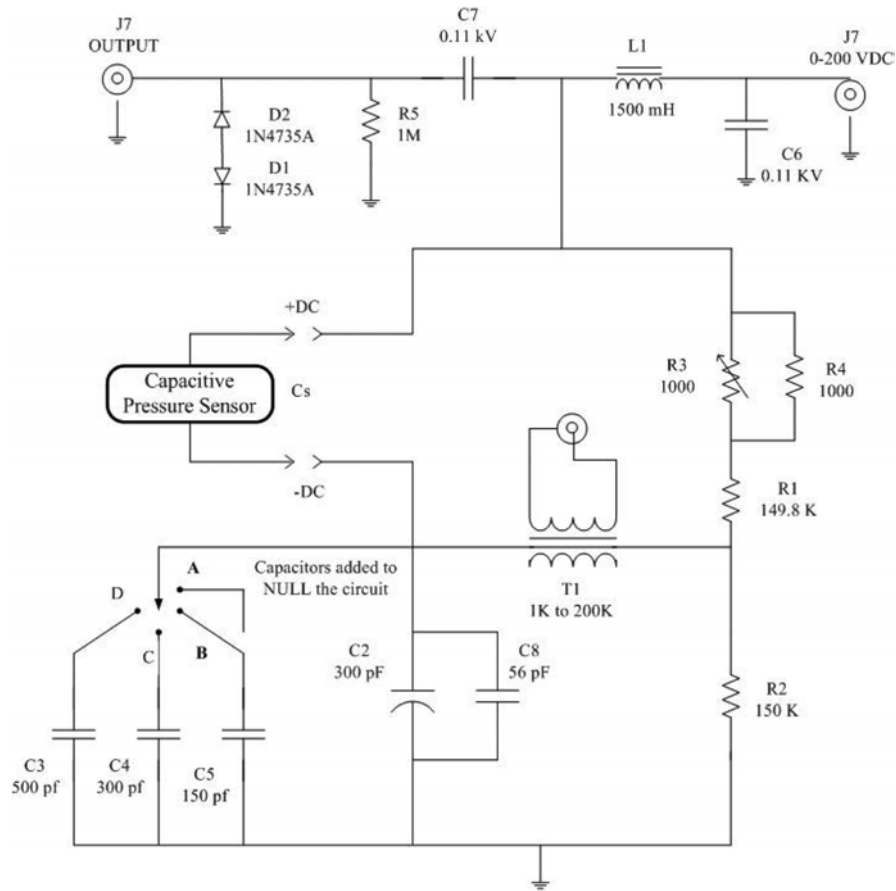 J7
OUTPUT
C7
0.11 kV
L1
1500 mH
J7
0-200 VDC
D2
1N4735A
D1
1N4735A
R5
1M
C6
0.11 KV
+DC
Capacitive
Pressure Sensor
Cs
-DC
R3
1000
R4
1000
R1
149.8 K
Capacitors added to
NULL the circuit
T1
1K to 200K
A
D
C
B
C2
300 pF
C8
56 pF
R2
150 K
C3
500 pf
C4
300 pf
C5
150 pf